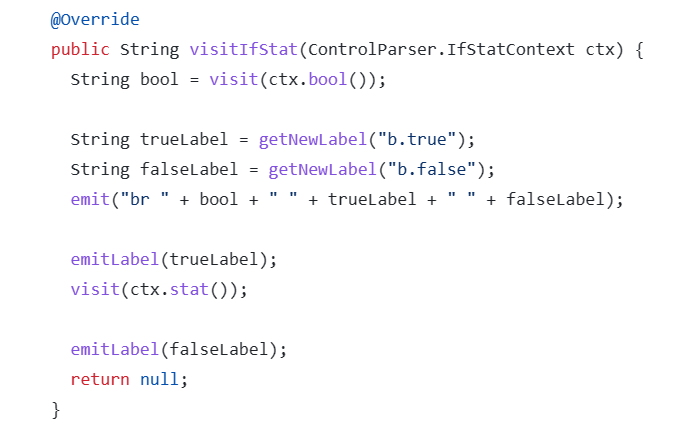 @Override
public String visitIfStat(ControlParser.IfStatContext ctx) {
String bool = visit(ctx.bool());
String trueLabel = getNewLabel("b.true");
String falseLabel = getNewLabel("b.false");
emit("br " + bool + " " + trueLabel + " " + falseLabel);
emitLabel(trueLabel);
visit(ctx.stat());
emitLabel(falseLabel);
return null;
}